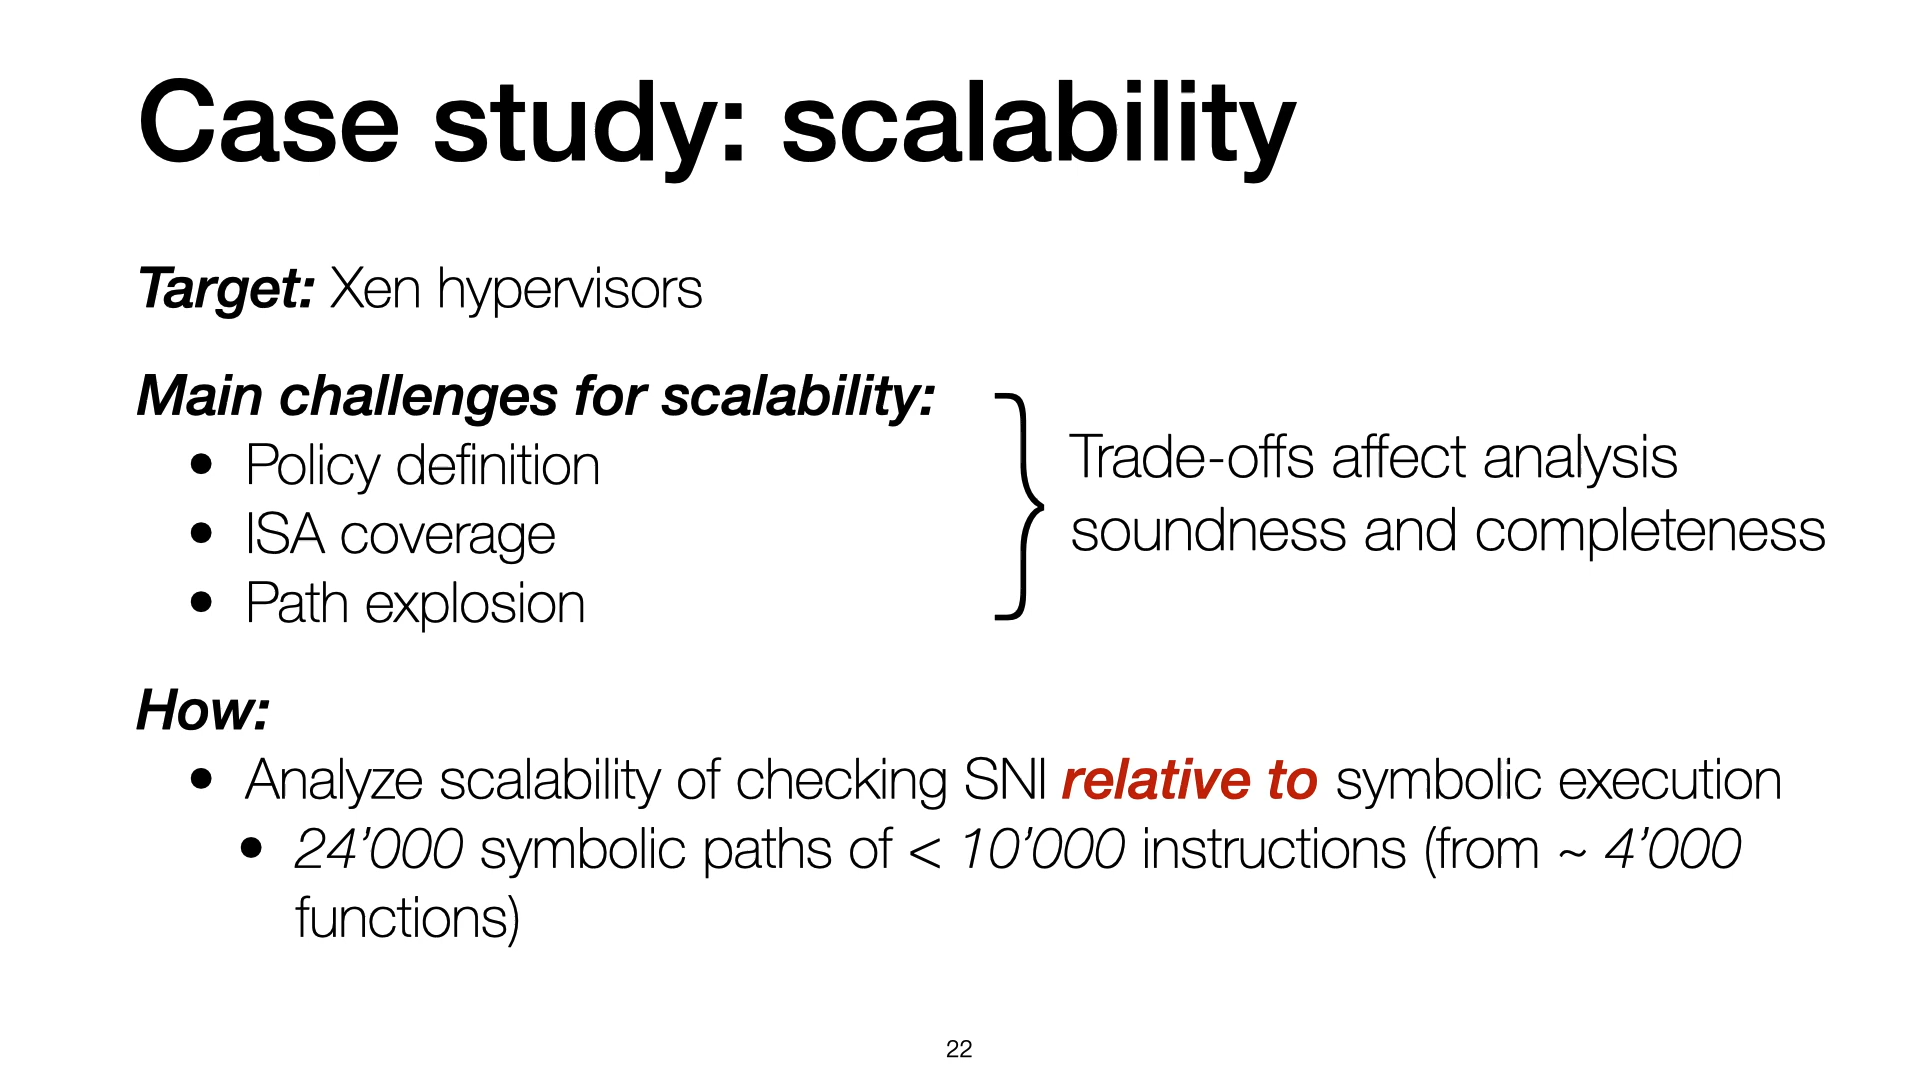 Case study: scalability
Target: Xen hypervisors
Main challenges for scalability:
• Policy definition
• ISA coverage
• Path explosion
Trade-offs affect analysis
soundness and completeness
How:
• Analyze scalability of checking SNI relative to symbolic execution
• 24’000 symbolic paths of < 10’000 instructions (from ~ 4’000
functions)
22